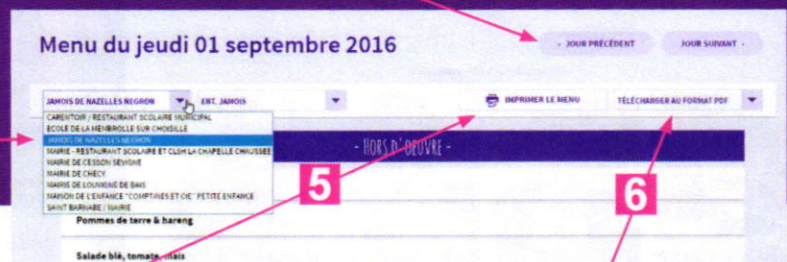 Menu du jeudi 01 septembre 2016
- JOUR PRÉCÉDENT
JOUR SUIVANT -
JAMOIS DE NAZELLES NEGRON
ENT. JAMOIS
IMPRIMER LE MENU
TÉLÉCHARGER AU FORMAT PDF
CARENTOIR / RESTAURANT SCOLAIRE MUNICIPAL
ECOLE DE LA MEMBROLLE SUR CHOISILLE
JAMOIS DE NAZELLES NEGRON
MAIRIE - RESTAURANT SCOLAIRE ET CLSH LA CHAPELLE CHAUSSEE
MAIRIE DE CESSON SEVIGNE
MAIRIE DE CHECY
MAIRIE DE LOUVIGNE DE BAIS
MAISON DE L'ENFANCE "COMPTINES ET CIE" PETITE ENFANCE
SAINT BARNABE / MAIRIE
- HORS D'OEUVRE -
5
6
Pommes de terre & hareng
Salade blé, tomate, maïs